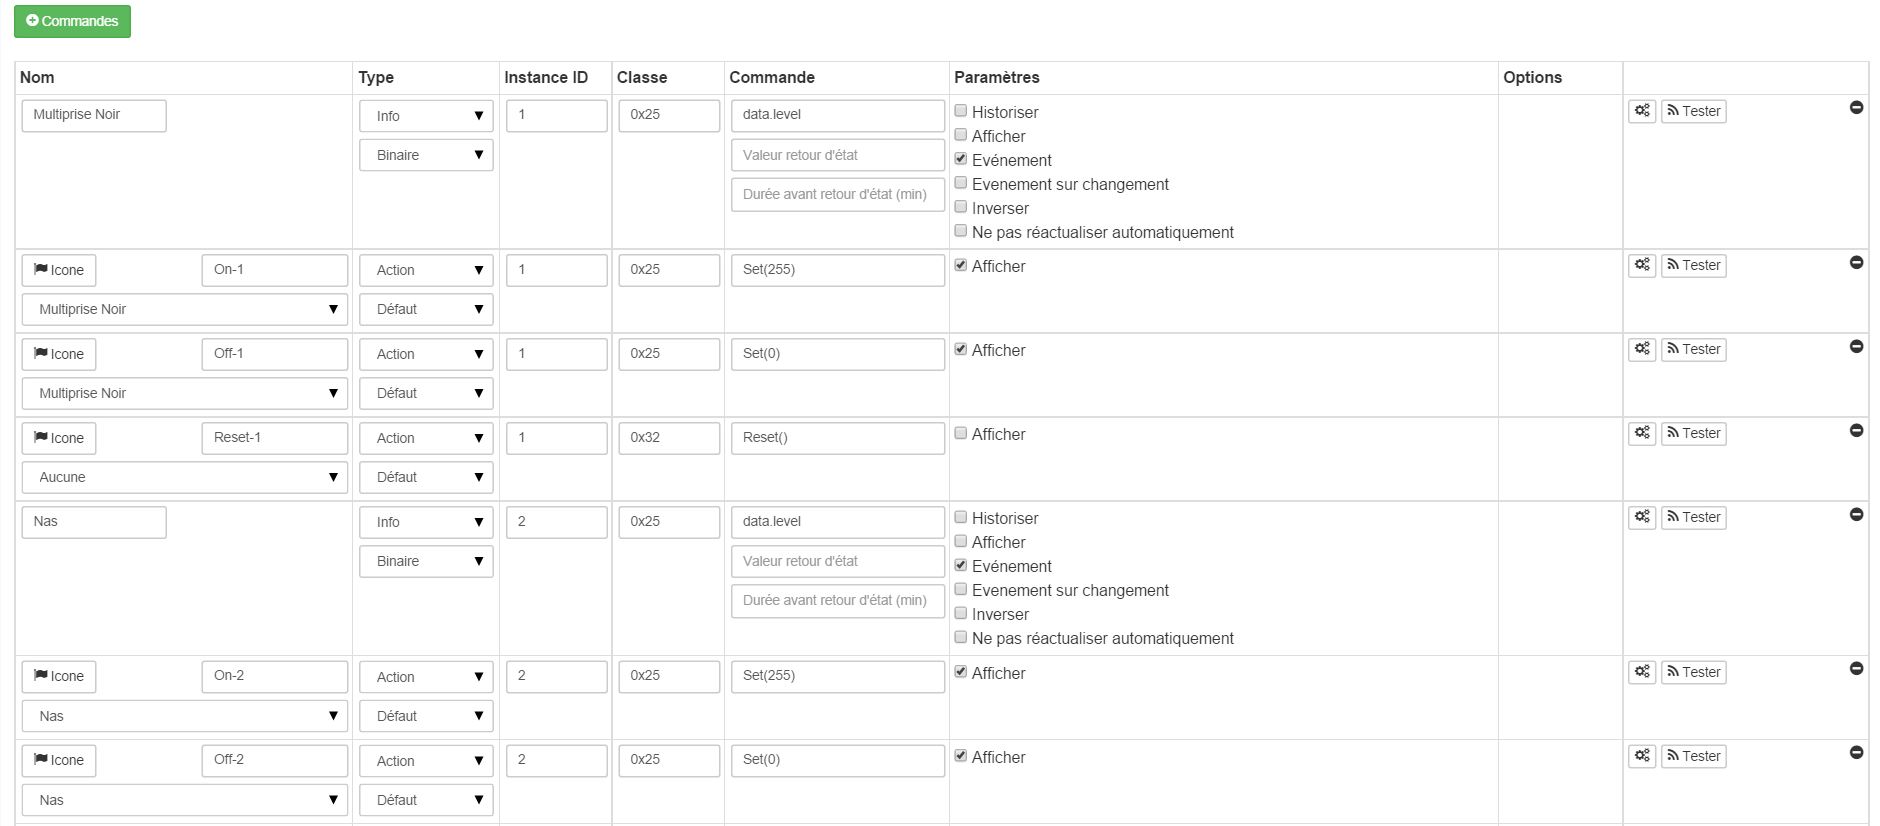 Commandes
Nom Type Instance ID Classe Commande Paramètres Options
Multiprise Noir Info 1 0x25 data.level Historiser Tester
Afficher
Binaire Valeur retour d'état Evénement
Evenement sur changement
Durée avant retour d'état (min)
Inverser
Ne pas réactualiser automatiquement
Icone On-1 Action 1 0x25 Set(255) Afficher Tester
Multiprise Noir Défaut
Icone Off-1 Action 1 0x25 Set(0) Afficher Tester
Multiprise Noir Défaut
Icone Reset-1 Action 1 0x32 Reset() Afficher Tester
Aucune Défaut
Nas Info 2 0x25 data.level Historiser Tester
Afficher
Binaire Valeur retour d'état Evénement
Evenement sur changement
Durée avant retour d'état (min)
Inverser
Ne pas réactualiser automatiquement
Icone On-2 Action 2 0x25 Set(255) Afficher Tester
Nas Défaut
Icone Off-2 Action 2 0x25 Set(0) Afficher Tester
Nas Défaut